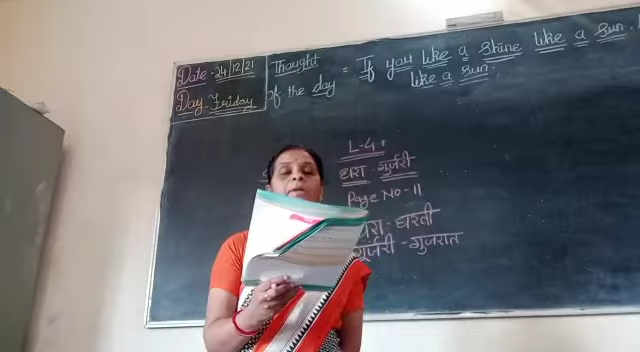 Date - 24/12/21
Day - Friday
Thought
of the day = If you like a shine like a sun.
like a sun.
L-4
धरा - गुर्जरी
Page No - 11
धरा - धरती
गूर्जरी - गुजरात